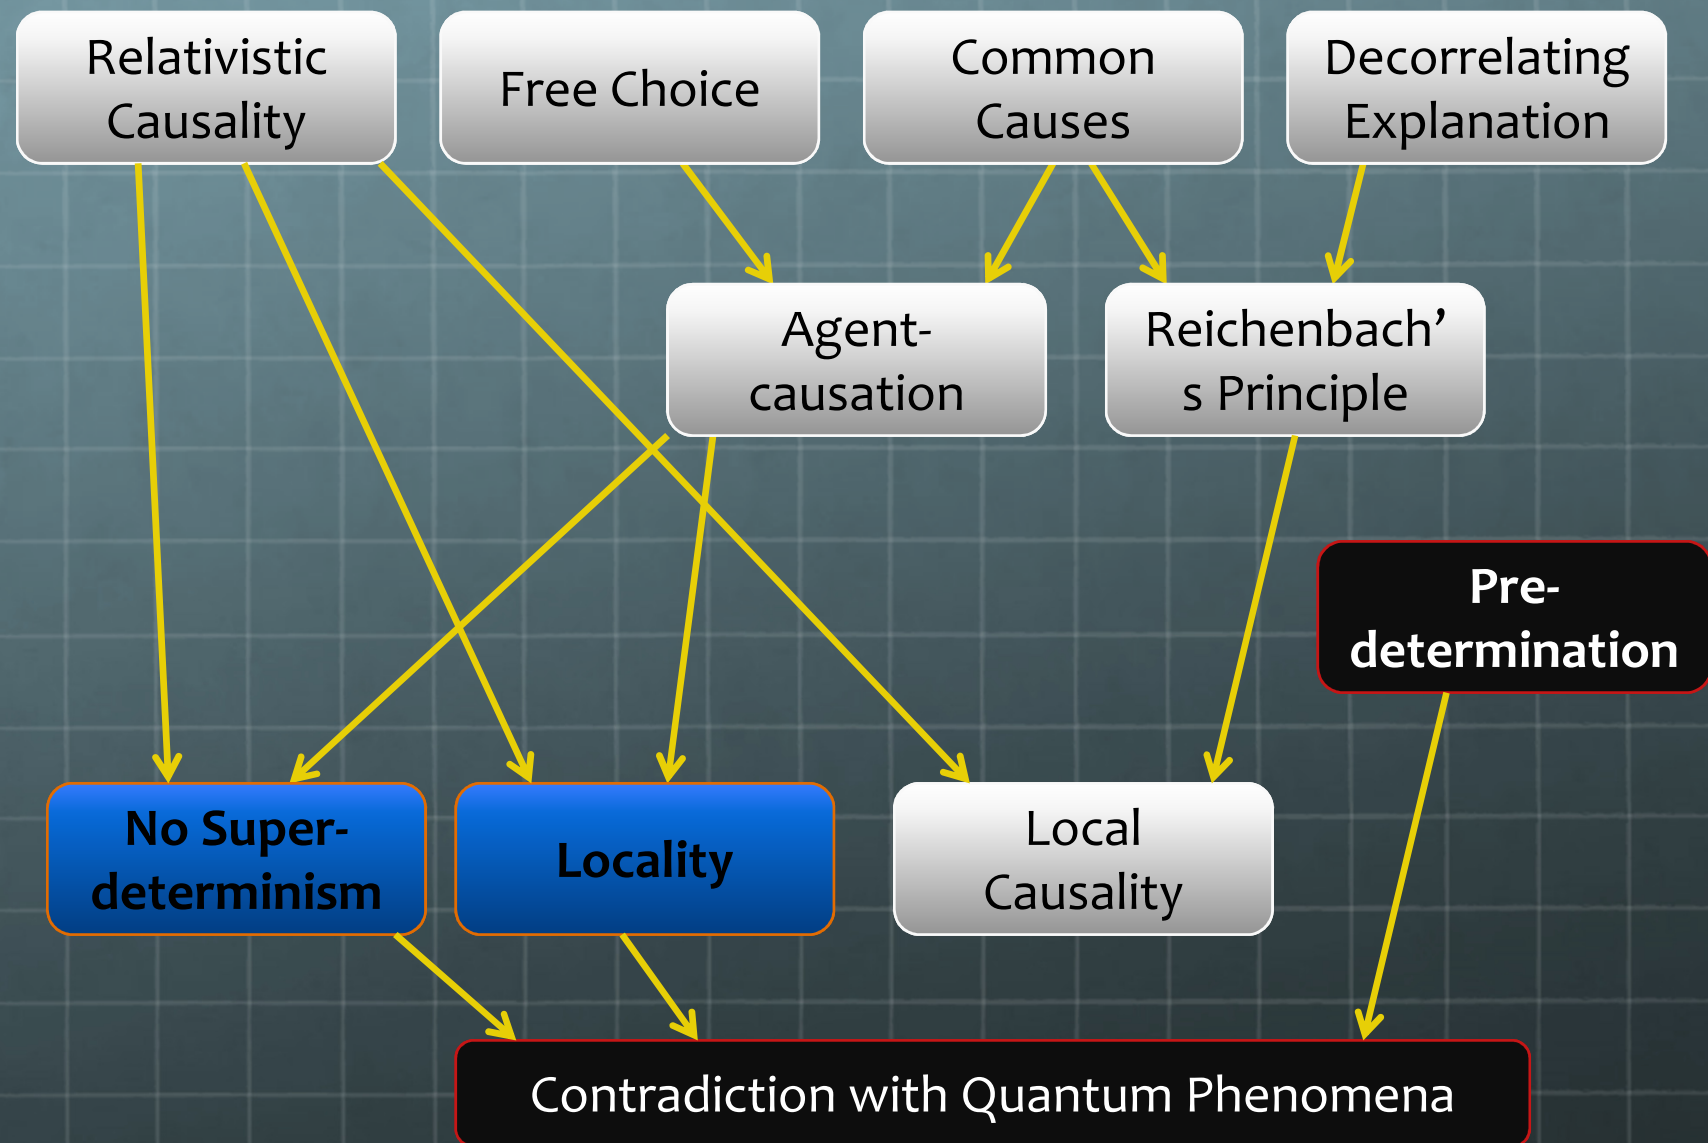 Relativistic
Causality
Free Choice
Common
Causes
Decorrelating
Explanation
Agent-
causation
Reichenbach’
s Principle
Pre-
determination
No Super-
determinism
Locality
Local
Causality
Contradiction with Quantum Phenomena